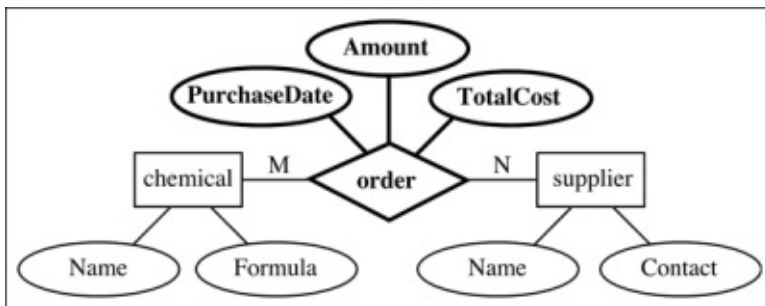 Amount
PurchaseDate TotalCost
chemical M order N supplier
Name Formula Name Contact